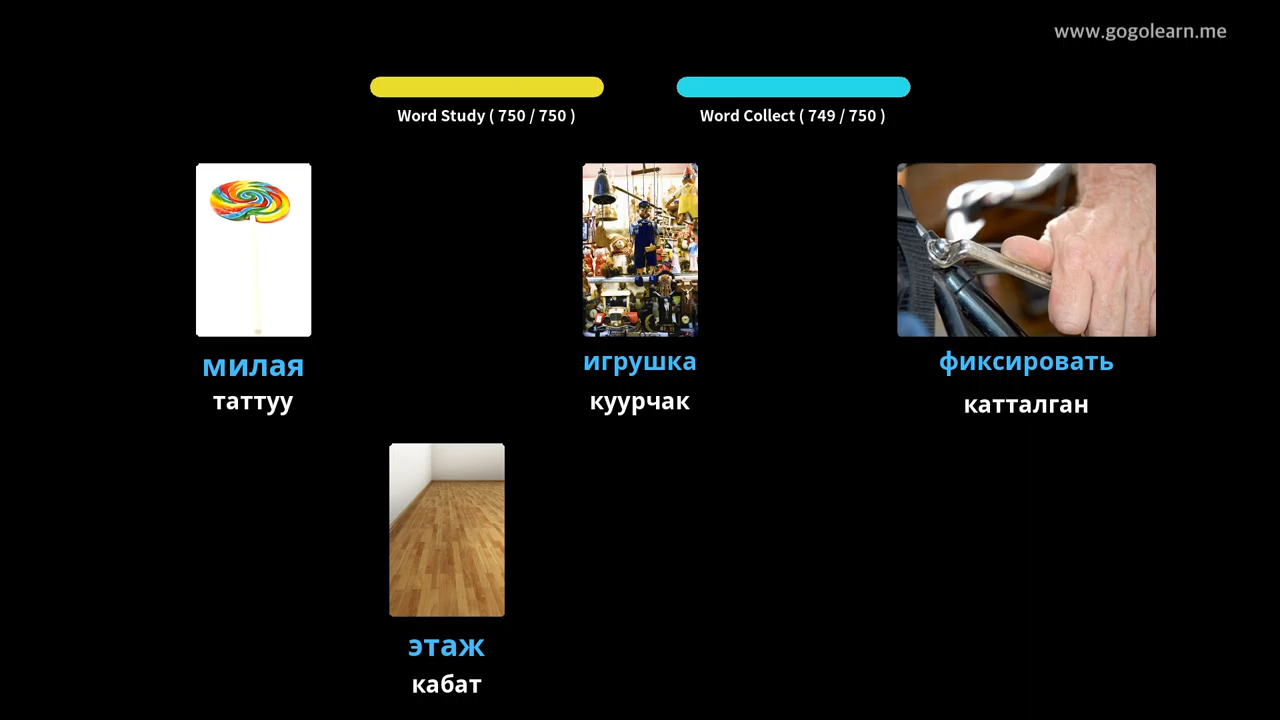 www.gogolearn.me
Word Study ( 750 / 750 )
Word Collect ( 749 / 750 )
милая
таттуу
игрушка
куурчак
фиксировать
катталган
этаж
кабат